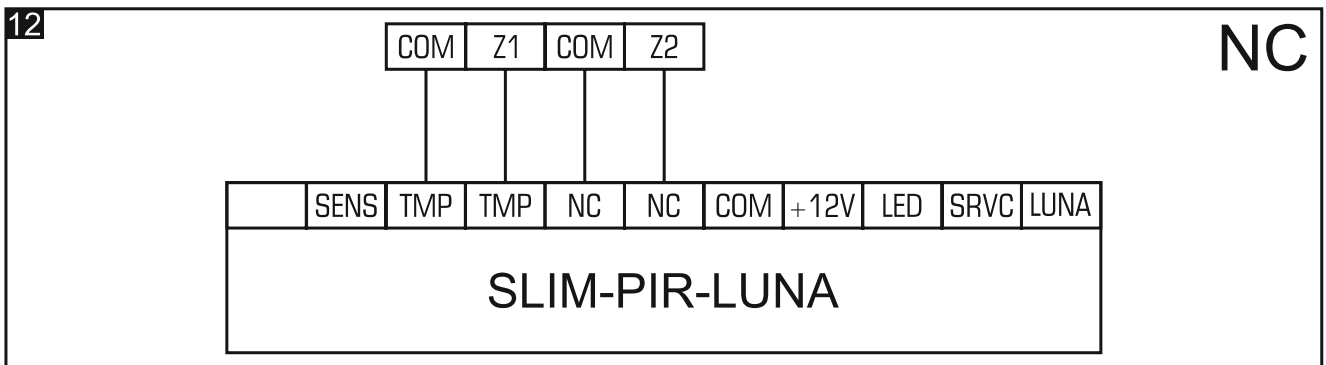 12
NC
COM Z1 COM Z2
SENS TMP TMP NC NC COM +12V LED SRVC LUNA
SLIM-PIR-LUNA